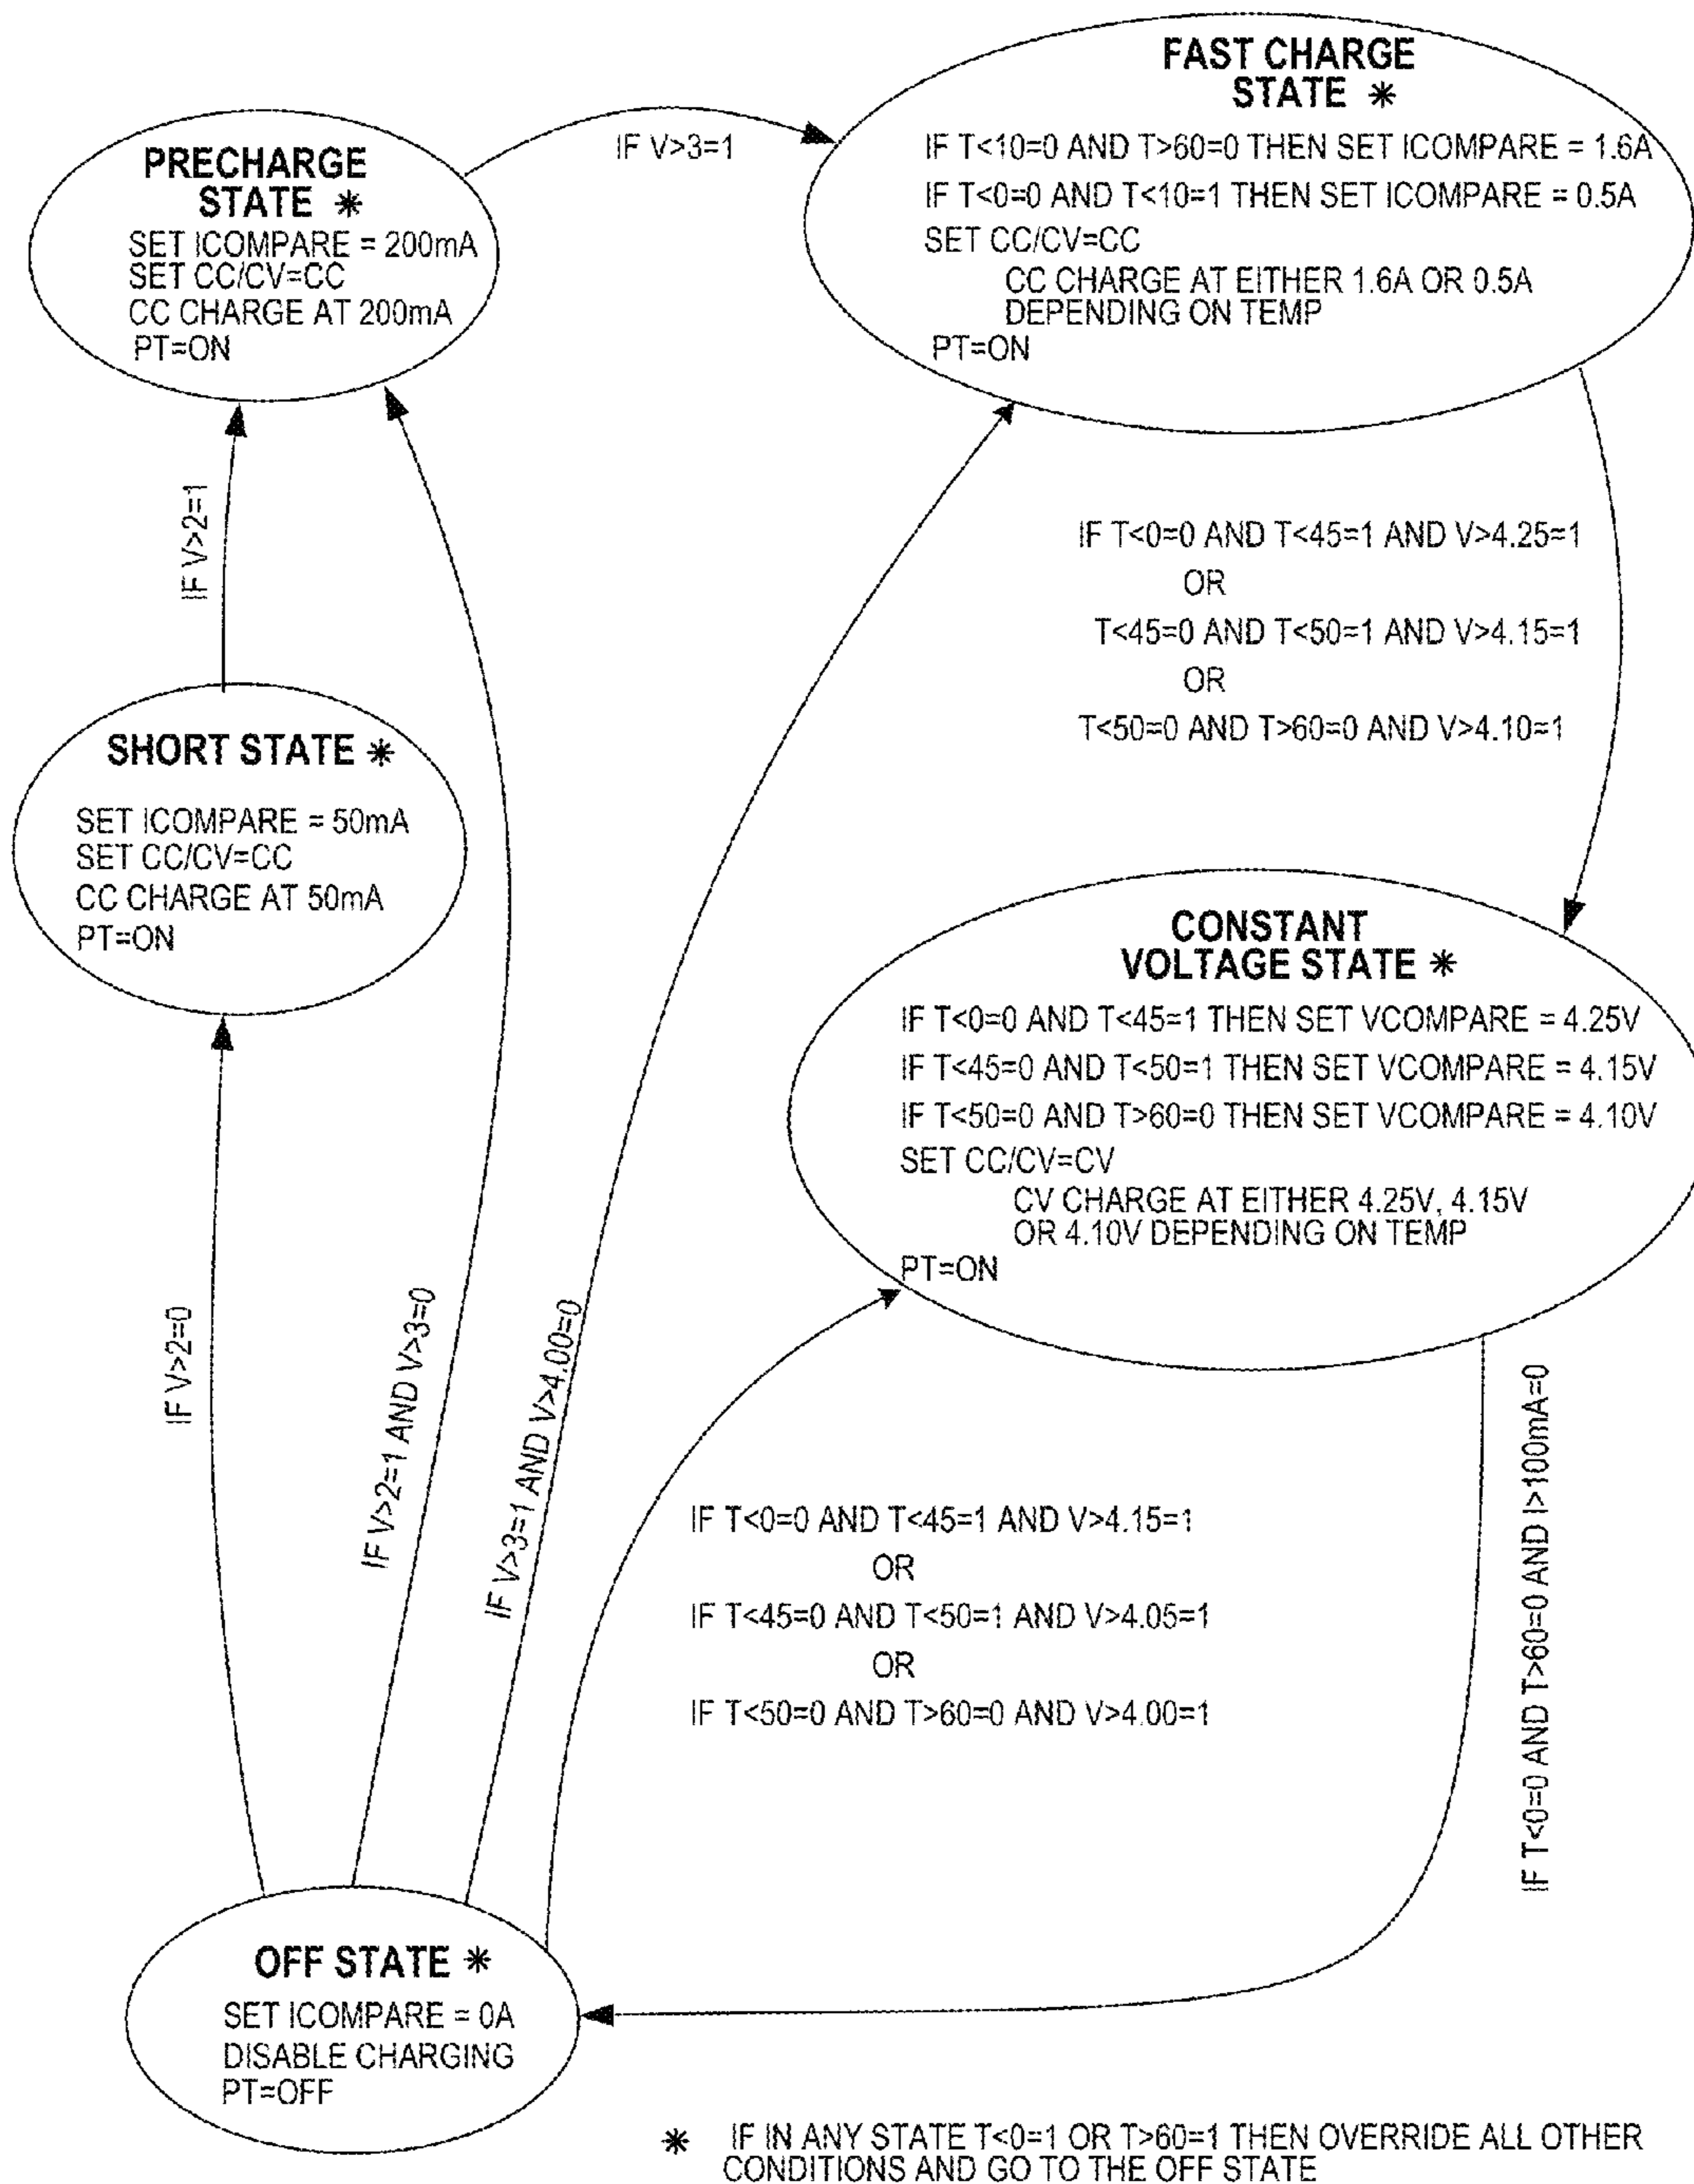 FAST CHARGE
STATE *
IF T<10=0 AND T>60=0 THEN SET ICOMPARE = 1.6A
IF T<0=0 AND T<10=1 THEN SET ICOMPARE = 0.5A
SET CC/CV=CC
CC CHARGE AT EITHER 1.6A OR 0.5A
DEPENDING ON TEMP
PT=ON
IF V>3=1
PRECHARGE
STATE *
SET ICOMPARE = 200mA
SET CC/CV=CC
CC CHARGE AT 200mA
PT=ON
IF V>2=1
IF T<0=0 AND T<45=1 AND V>4.25=1
OR
T<45=0 AND T<50=1 AND V>4.15=1
OR
T<50=0 AND T>60=0 AND V>4.10=1
SHORT STATE *
SET ICOMPARE = 50mA
SET CC/CV=CC
CC CHARGE AT 50mA
PT=ON
CONSTANT
VOLTAGE STATE *
IF T<0=0 AND T<45=1 THEN SET VCOMPARE = 4.25V
IF T<45=0 AND T<50=1 THEN SET VCOMPARE = 4.15V
IF T<50=0 AND T>60=0 THEN SET VCOMPARE = 4.10V
SET CC/CV=CV
CV CHARGE AT EITHER 4.25V, 4.15V
OR 4.10V DEPENDING ON TEMP
PT=ON
IF V>2=0
IF V>2=1 AND V>3=0
IF V>3=1 AND V>4.00=0
IF T<0=0 AND T<45=1 AND V>4.15=1
OR
IF T<45=0 AND T<50=1 AND V>4.05=1
OR
IF T<50=0 AND T>60=0 AND V>4.00=1
IF T<0=0 AND T>60=0 AND I>100mA=0
OFF STATE *
SET ICOMPARE = 0A
DISABLE CHARGING
PT=OFF
* IF IN ANY STATE T<0=1 OR T>60=1 THEN OVERRIDE ALL OTHER
CONDITIONS AND GO TO THE OFF STATE